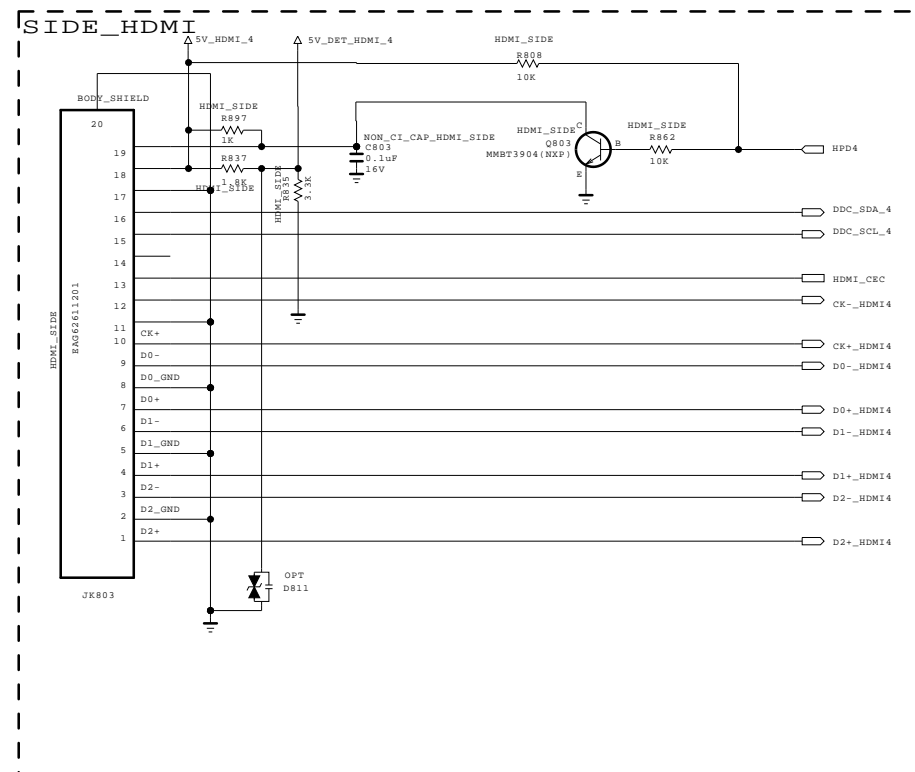 SIDE_HDMI
5V_HDMI_4
5V_DET_HDMI_4
HDMI_SIDE
R808
10K
BODY_SHIELD
20
HDMI_SIDE
R897
1K
NON_CI_CAP_HDMI_SIDE
C803
0.1uF
16V
HDMI_SIDE
Q803
MMBT3904(NXP)
C
B
E
HDMI_SIDE
R862
10K
HPD4
19
R837
1.8K
HDMI_SIDE
18
HDMI_SIDE
R835
3.3K
17
16
DDC_SDA_4
15
DDC_SCL_4
14
13
HDMI_CEC
12
CK-_HDMI4
HDMI_SIDE
EAG62611201
11
CK+
10
CK+_HDMI4
D0-
9
D0-_HDMI4
D0_GND
8
D0+
7
D0+_HDMI4
D1-
6
D1-_HDMI4
D1_GND
5
D1+
4
D1+_HDMI4
D2-
3
D2-_HDMI4
D2_GND
2
D2+
1
D2+_HDMI4
OPT
D811
JK803